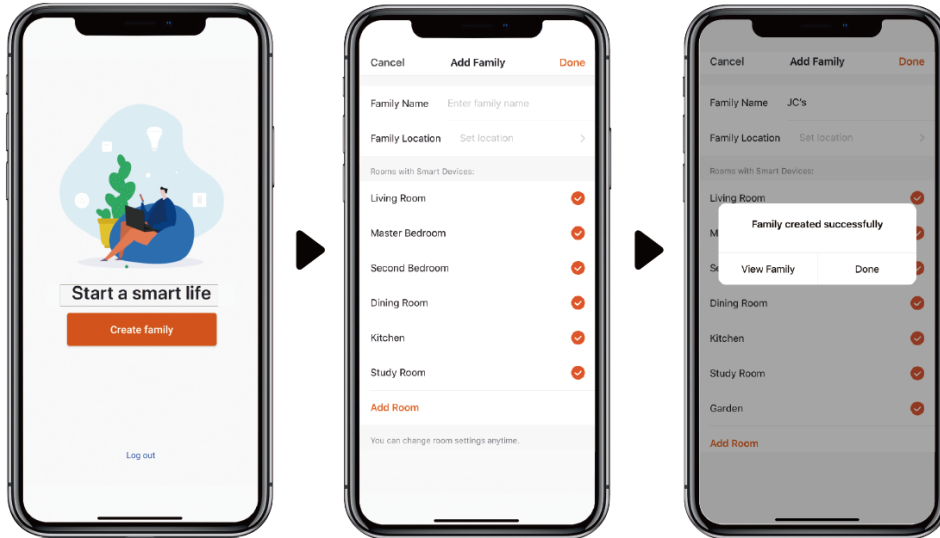 Start a smart life
Create family
Log out
Cancel Add Family Done
Family Name Enter family name
Family Location Set location
Rooms with Smart Devices:
Living Room
Master Bedroom
Second Bedroom
Dining Room
Kitchen
Study Room
Add Room
You can change room settings anytime.
Cancel Add Family Done
Family Name JC's
Family Location Set location
Rooms with Smart Devices:
Living Room
M
Family created successfully
Se
View Family Done
Dining Room
Kitchen
Study Room
Garden
Add Room